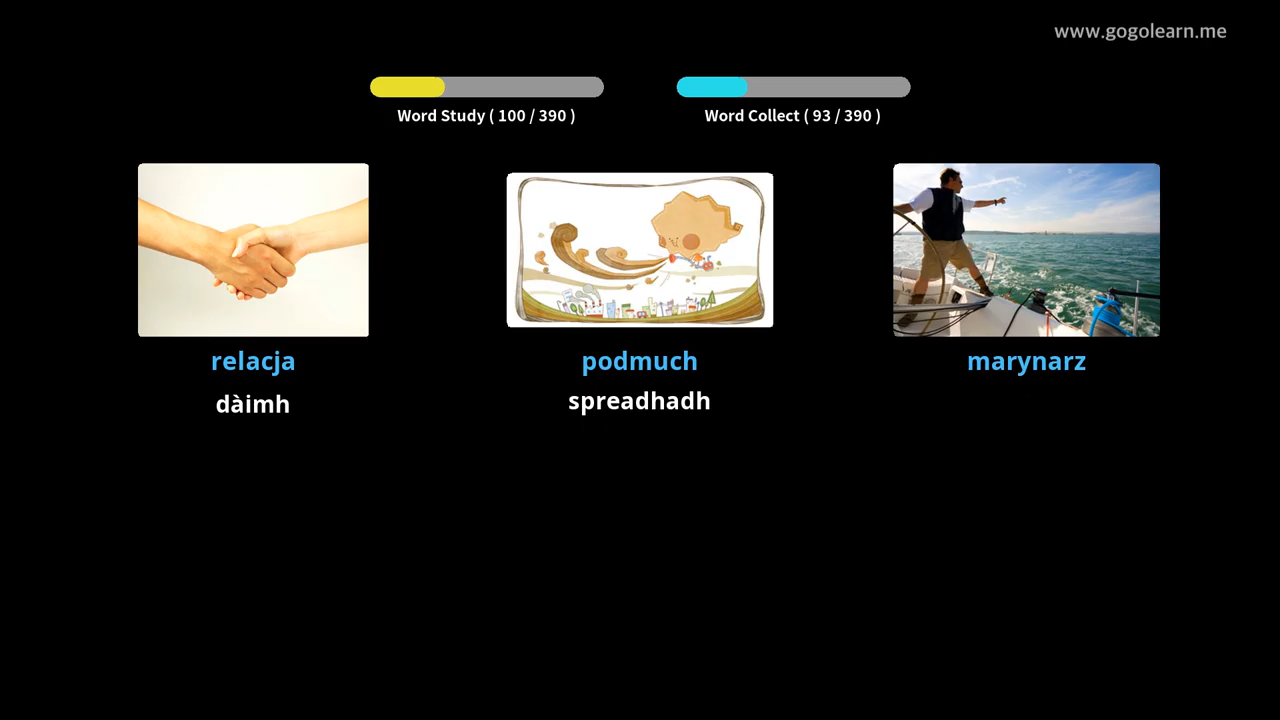 www.gogolearn.me
Word Study ( 100 / 390 )
Word Collect ( 93 / 390 )
relacja
podmuch
marynarz
dàimh
spreadhadh